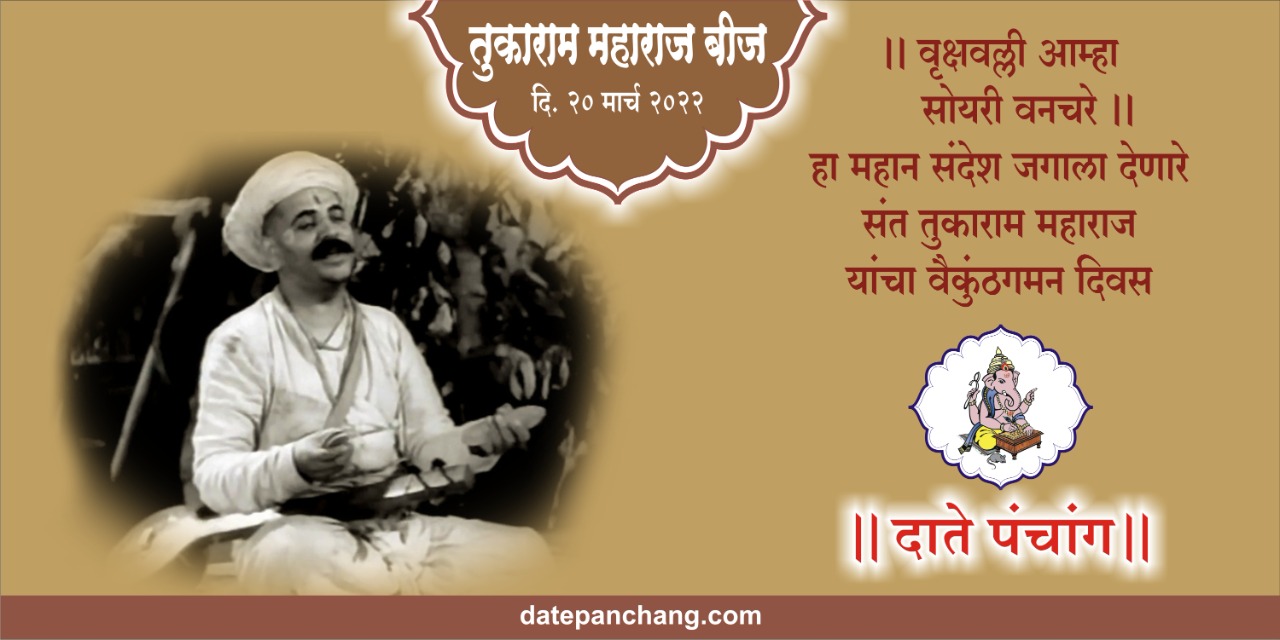 तुकाराम महाराज बीज
दि. २० मार्च २०२२
।। वृक्षवल्ली आम्हा
सोयरी वनचरे ।।
हा महान संदेश जगाला देणारे
संत तुकाराम महाराज
यांचा वैकुंठगमन दिवस
।। दाते पंचांग।।
datepanchang.com